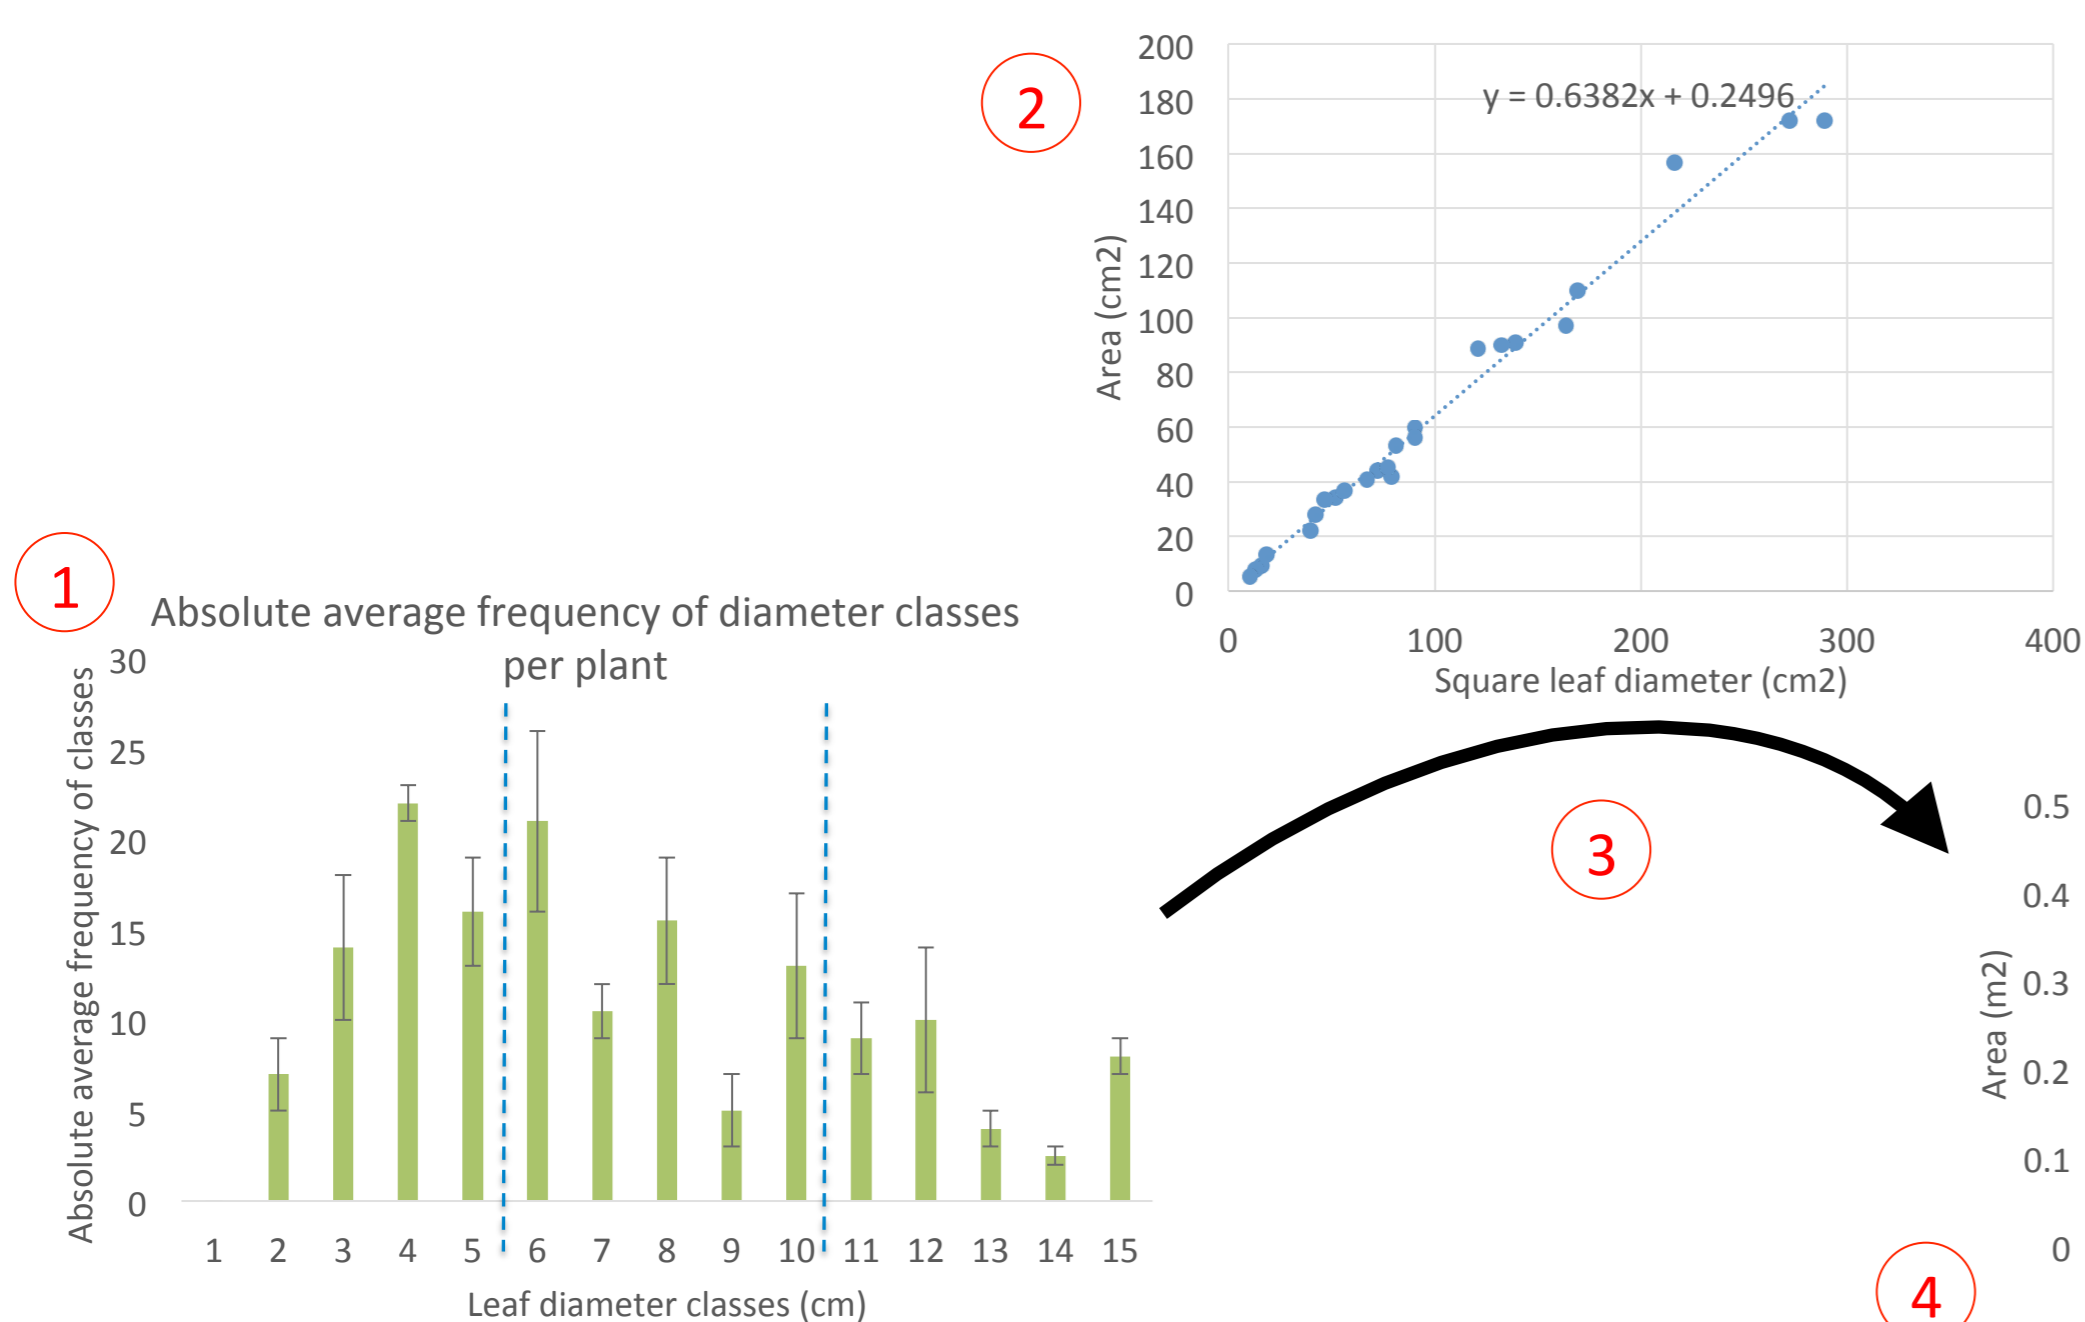 2
200
180
160
140
120
100
80
60
40
20
0
Area (cm2)
y = 0.6382x + 0.2496
0 100 200 300 400
Square leaf diameter (cm2)
1
Absolute average frequency of diameter classes
per plant
Absolute average frequency of classes
30
25
20
15
10
5
0
1 2 3 4 5 6 7 8 9 10 11 12 13 14 15
Leaf diameter classes (cm)
3
Area (m2)
0.5
0.4
0.3
0.2
0.1
0
4